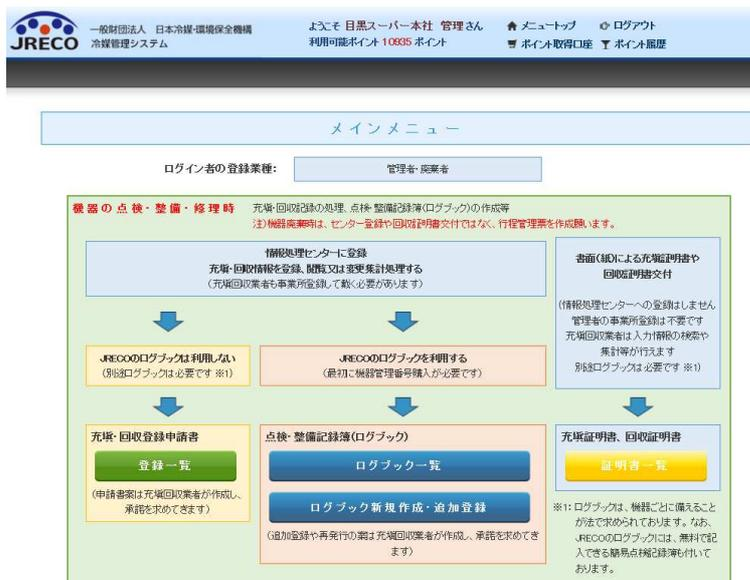 JRECO
一般財団法人 日本冷媒・環境保全機構
冷媒管理システム
ようこそ 目黒スーパー本社 管理さん
利用可能ポイント 10935 ポイント
メニュートップ ログアウト
ポイント取得口座 ポイント履歴
メインメニュー
ログイン者の登録業種: 管理者・廃棄者
機器の点検・整備・修理時 充填・回収記録の処理、点検・整備記録簿(ログブック)の作成等
注)機器廃棄時は、センター登録や回収証明書交付ではなく、行程管理票を作成願います。
情報処理センターに登録
充填・回収情報を登録、閲覧又は変更集計処理する
(充填回収業者も事業所登録して戴く必要があります)
書面(紙)による充填証明書や
回収証明書交付
(情報処理センターへの登録はしません
管理者の事業所登録は不要です
充填回収業者は入力情報の検索や
集計等が行えます
別途ログブックは必要です ※1)
JRECOのログブックは利用しない
(別途ログブックは必要です ※1)
JRECOのログブックを利用する
(最初に機器管理番号購入が必要です)
充填・回収登録申請書
登録一覧
(申請書案は充填回収業者が作成し、
承諾を求めてきます)
点検・整備記録簿(ログブック)
ログブック一覧
ログブック新規作成・追加登録
(追加登録や再発行の案は充填回収業者が作成し、承諾を求めてき
ます)
充填証明書、回収証明書
証明書一覧
※1:ログブックは、機器ごとに備えること
が法で求められております。なお、
JRECOのログブックには、無料で記
入できる簡易点検記録簿も付いて
おります。